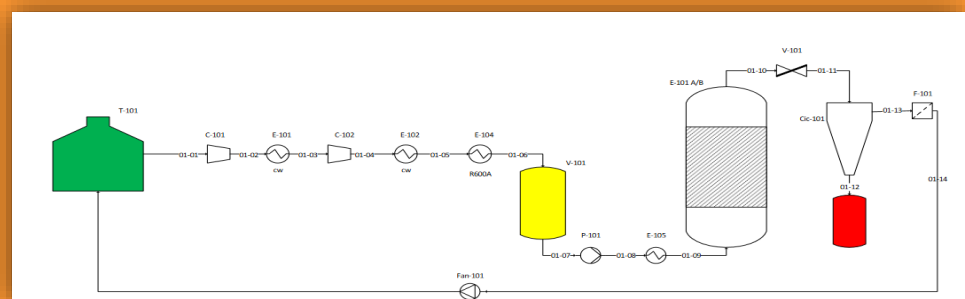 V-101
E-101 A/B
01-10
01-11
F-101
T-101
Cic-101
01-13
C-101
E-101
C-102
E-102
E-104
01-01
01-02
01-03
01-04
01-05
01-06
V-101
cw
cw
R600A
01-14
01-12
P-101
E-105
01-07
01-08
01-09
Fan-101